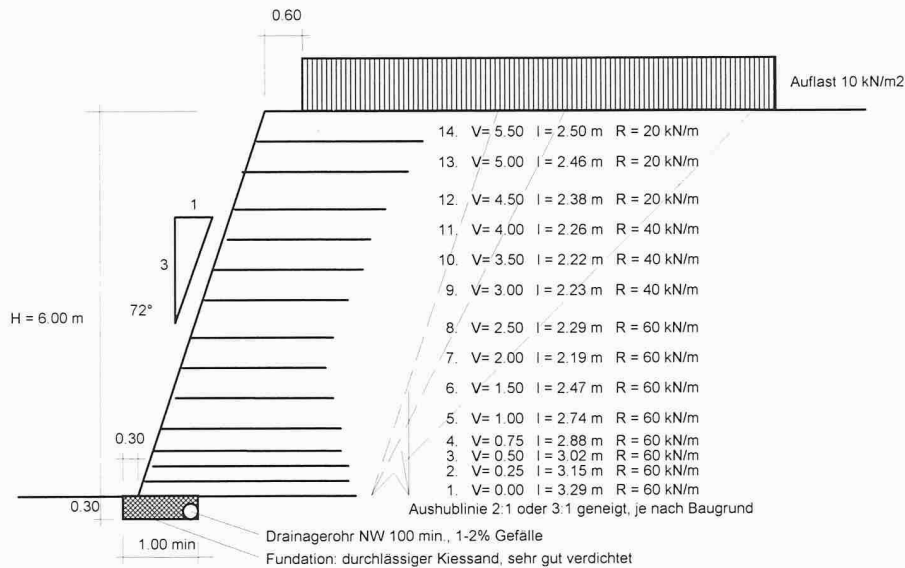 0.60
Auflast 10 kN/m2
14. V= 5.50 l = 2.50 m R = 20 kN/m
13. V= 5.00 l = 2.46 m R = 20 kN/m
12. V= 4.50 l = 2.38 m R = 20 kN/m
1
11. V= 4.00 l = 2.26 m R = 40 kN/m
3
10. V= 3.50 l = 2.22 m R = 40 kN/m
9. V= 3.00 l = 2.23 m R = 40 kN/m
72°
H = 6.00 m
8. V= 2.50 l = 2.29 m R = 60 kN/m
7. V= 2.00 l = 2.19 m R = 60 kN/m
6. V= 1.50 l = 2.47 m R = 60 kN/m
5. V= 1.00 l = 2.74 m R = 60 kN/m
0.30
4. V= 0.75 l = 2.88 m R = 60 kN/m
3. V= 0.50 l = 3.02 m R = 60 kN/m
2. V= 0.25 l = 3.15 m R = 60 kN/m
1. V= 0.00 l = 3.29 m R = 60 kN/m
0.30
Aushublinie 2:1 oder 3:1 geneigt, je nach Baugrund
Drainagerohr NW 100 min., 1-2% Gefälle
1.00 min
Fundation: durchlässiger Kiessand, sehr gut verdichtet